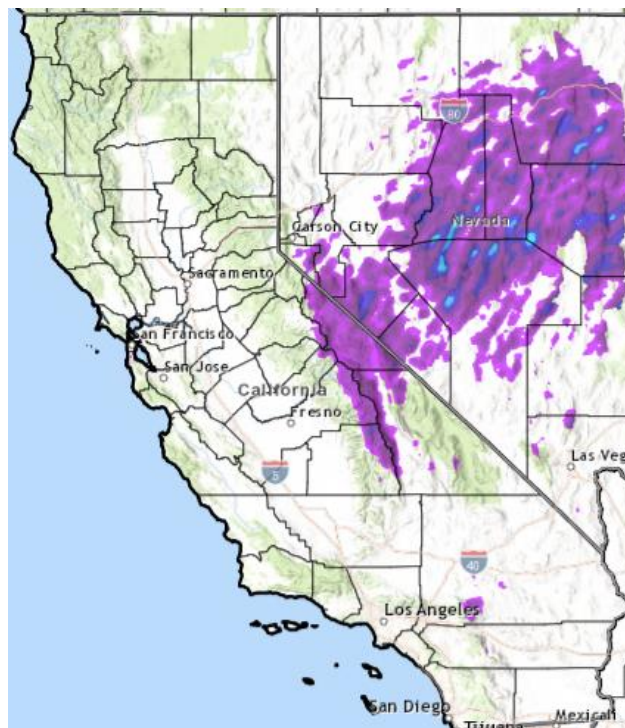 80
Carson City
Nevada
Sacramento
San Francisco
San Jose
California
Fresno
5
Las Veg
40
Los Angeles
San Diego
Tijuana
Mexicali